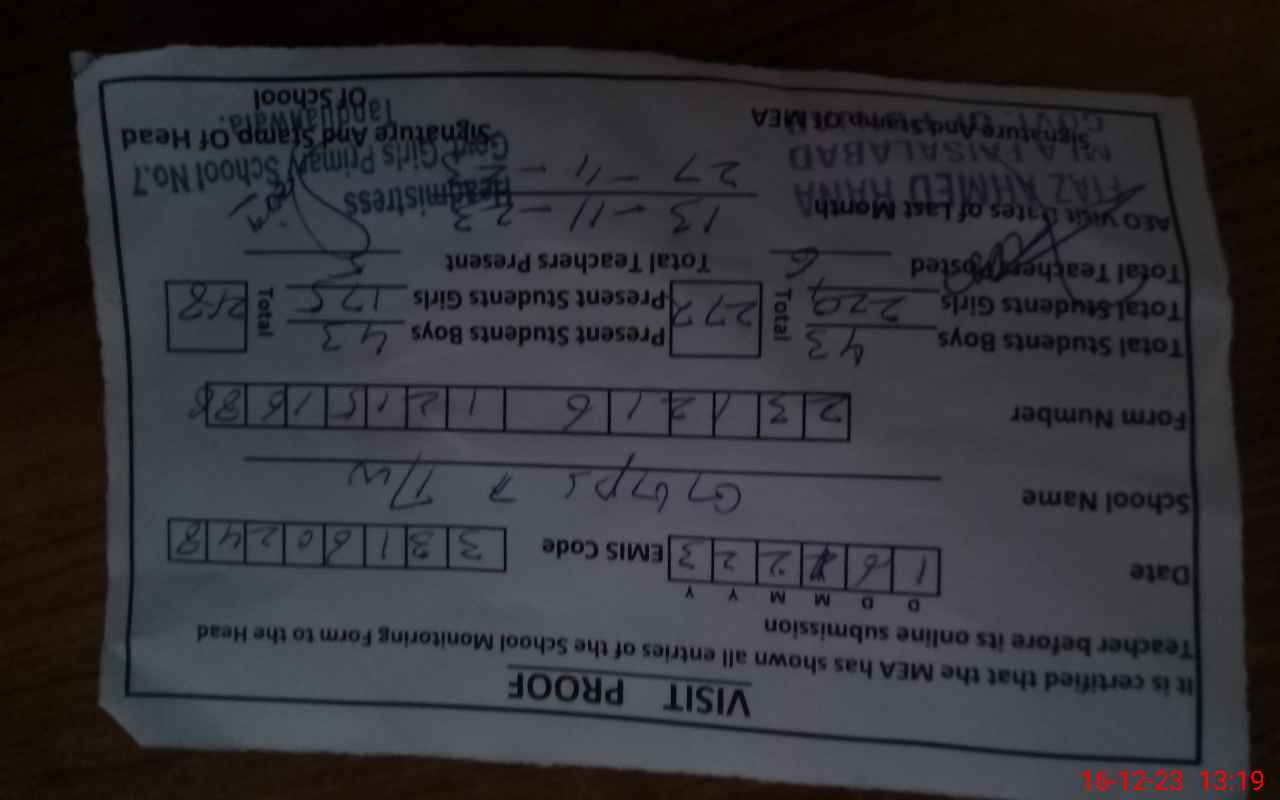 VISIT PROOF
It is certified that the MEA has shown all entries of the School Monitoring Form to the Head
Teacher before its online submission
D D M M Y Y
Date 1 6 1 2 2 3 EMIS Code 3 3 1 6 0 2 4 8
School Name GGPS 7 T/W
Form Number 2 3 1 2 1 6 1 2 1 5 1 6 8
Total Students Boys 43 Total 272 Present Students Boys 43 Total 218
Total Students Girls 229 Present Students Girls 175
Total Teachers Posted 6 Total Teachers Present
AEO Visit Dates of Last Month 13-11-23
27-11-23
FIAZ AHMED RANA
MEA FAISALABAD
Headmistress
Govt. Girls Primary School No.7
Tandlianwala.
Signature And Stamp Of MEA Signature And Stamp Of Head
Of School
16-12-23 13:19